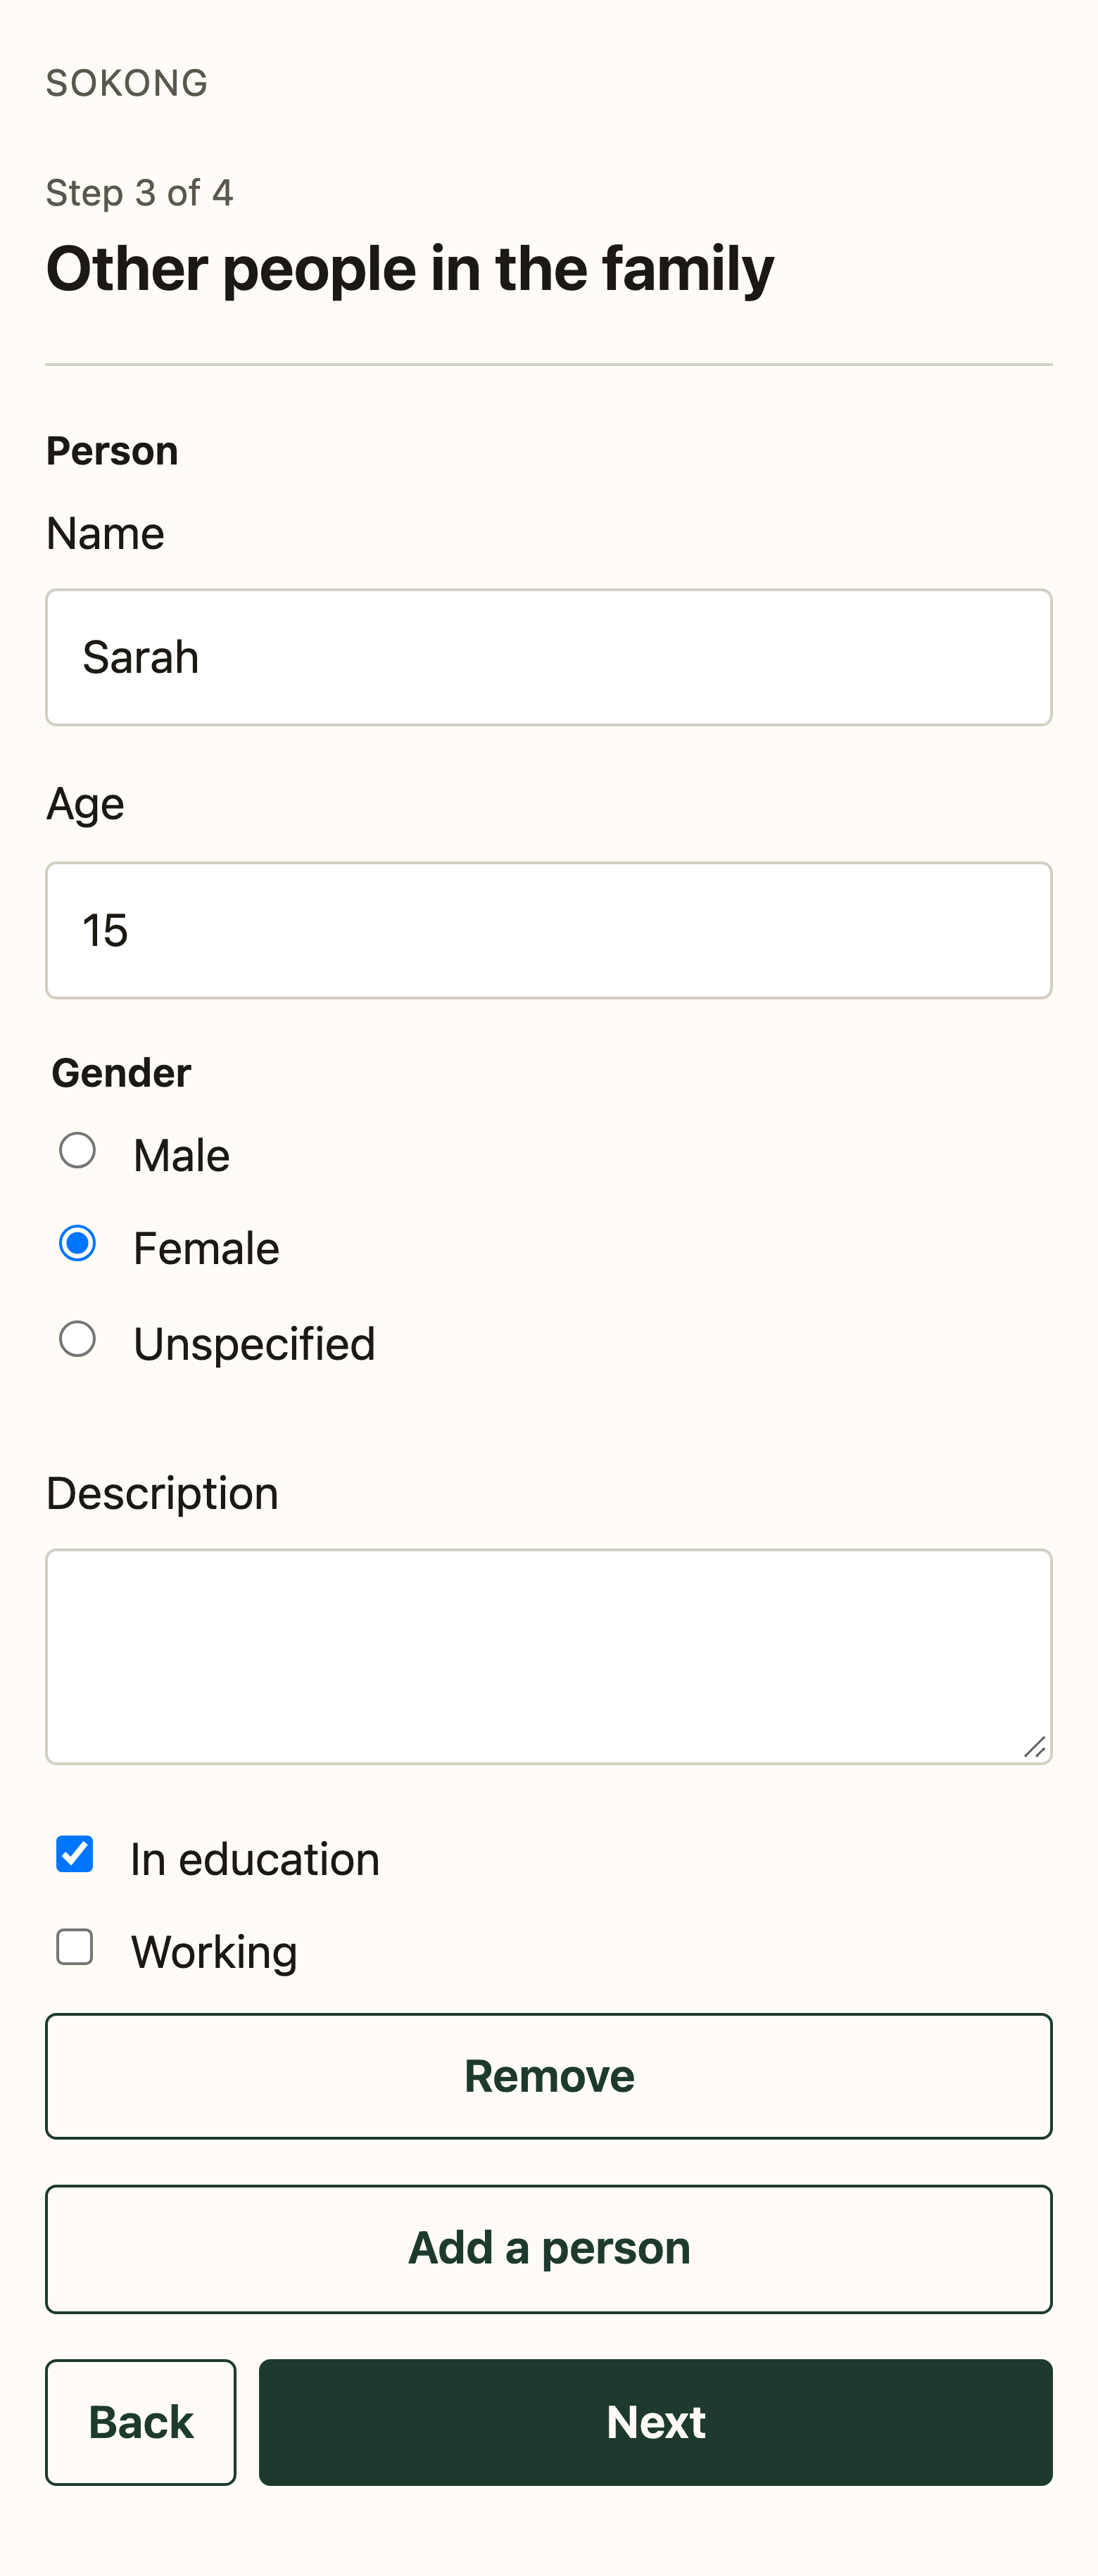 SOKONG
Step 3 of 4
Other people in the family
Person
Name
Sarah
Age
15
Gender
Male
Female
Unspecified
Description
In education
Working
Remove
Add a person
Back
Next